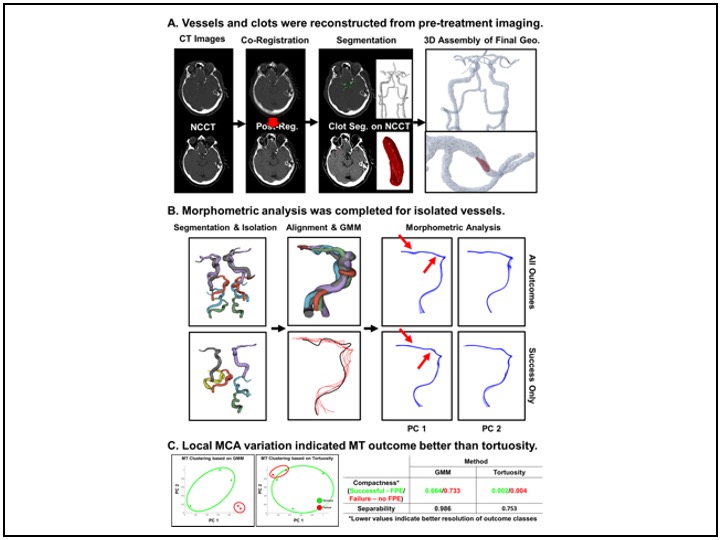 A. Vessels and clots were reconstructed from pre-treatment imaging.
CT Images
Co-Registration
Segmentation
3D Assembly of Final Geo.
NCCT
Post-Reg.
Clot Seg. on NCCT
B. Morphometric analysis was completed for isolated vessels.
Segmentation & Isolation
Alignment & GMM
Morphometric Analysis
All Outcomes
Success Only
PC 1
PC 2
C. Local MCA variation indicated MT outcome better than tortuosity.
MT Clustering based on GMM
PC 2
PC 1
MT Clustering based on Tortuosity
PC 2
PC 1
Method
GMM
Tortuosity
Compactness*
(Successful - FPE/
Failure – no FPE)
0.664/0.733
0.002/0.004
Separability
0.986
0.753
*Lower values indicate better resolution of outcome classes